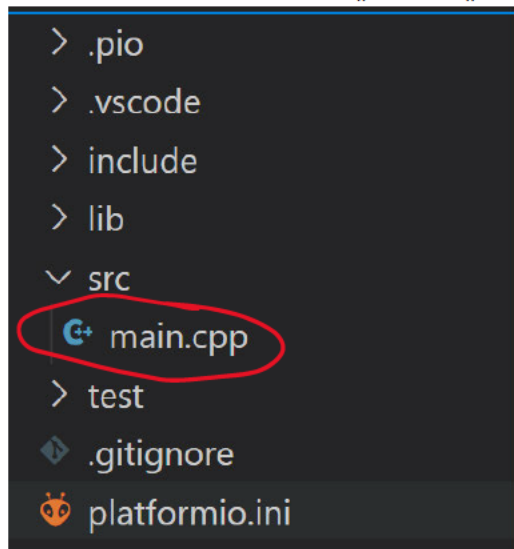 .pio
.vscode
include
lib
src
main.cpp
test
.gitignore
platformio.ini